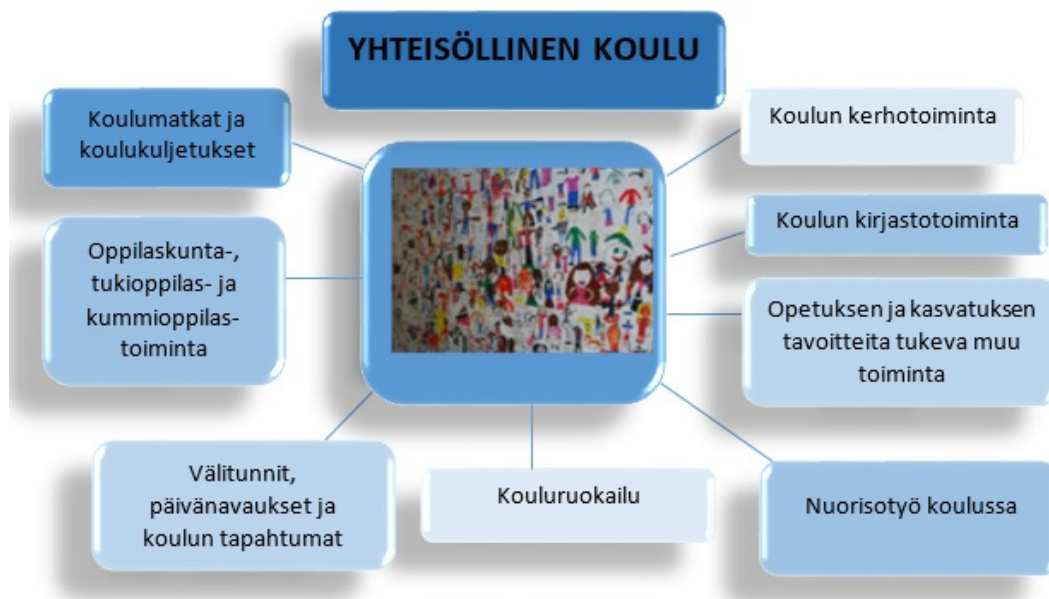 YHTEISÖLLINEN KOULU
Koulumatkat ja
koulukuljetukset
Oppilaskunta-,
tukioppilas- ja
kummioppilas-
toiminta
Välitunnit,
päivänavaukset ja
koulun tapahtumat
Kouluruokailu
Koulun kerhotoiminta
Koulun kirjastotoiminta
Opetuksen ja kasvatuksen
tavoitteita tukeva muu
toiminta
Nuorisotyö koulussa